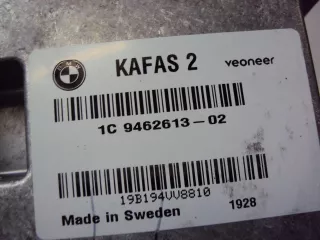 KAFAS 2 veoneer
1C 9462613-02
19B194VV8810
Made in Sweden 1928